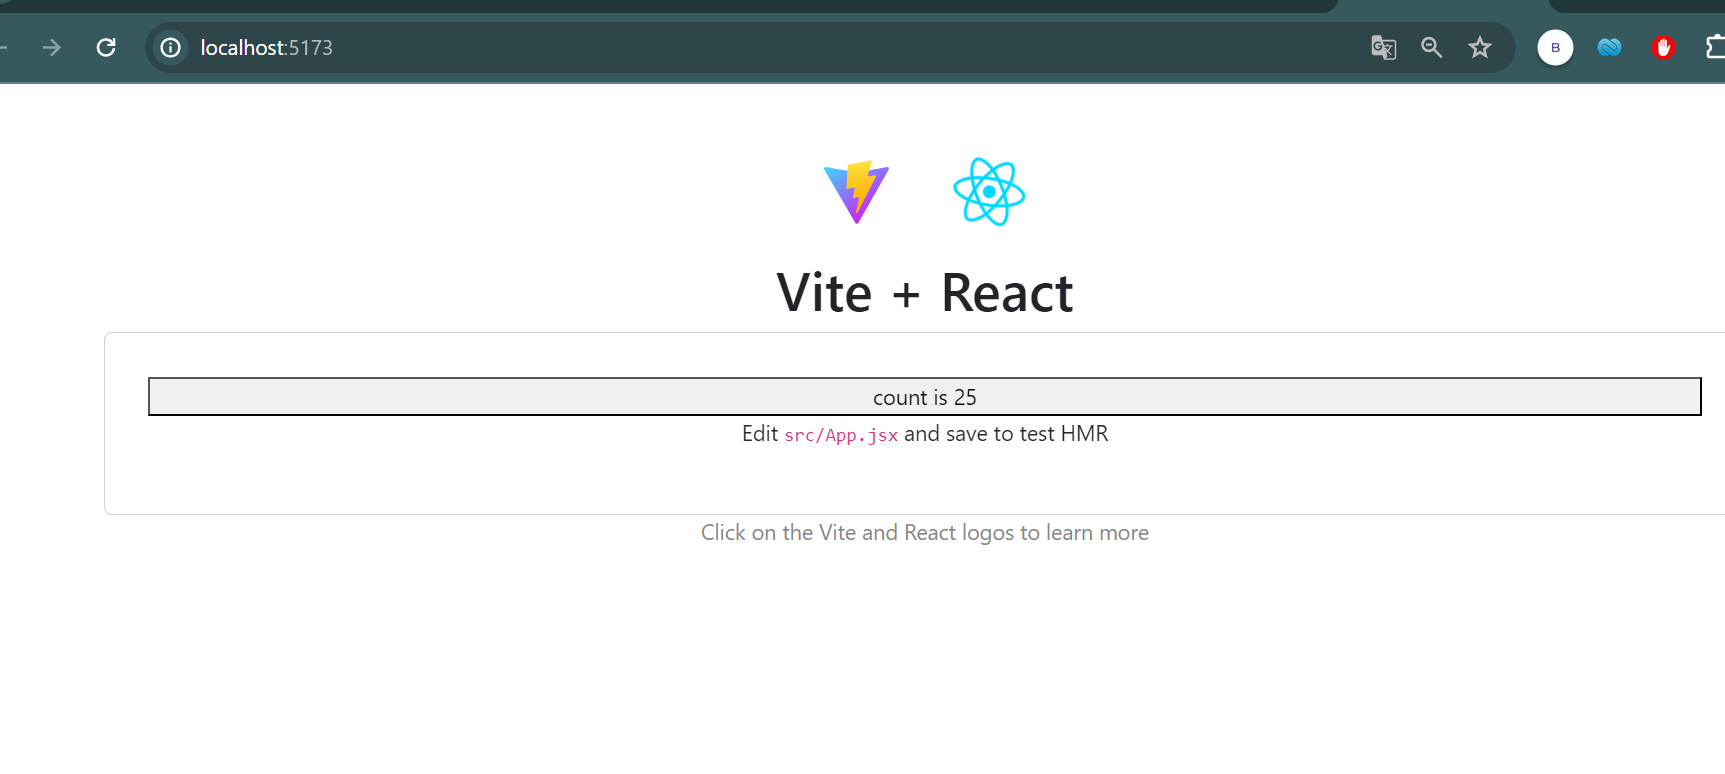 localhost:5173
B
Vite + React
count is 25
Edit src/App.jsx and save to test HMR
Click on the Vite and React logos to learn more